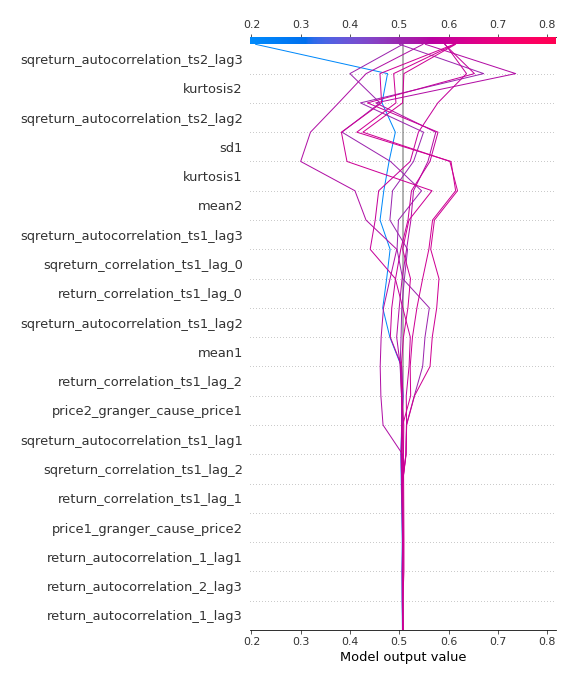 0.2 0.3 0.4 0.5 0.6 0.7 0.8
sqreturn_autocorrelation_ts2_lag3
kurtosis2
sqreturn_autocorrelation_ts2_lag2
sd1
kurtosis1
mean2
sqreturn_autocorrelation_ts1_lag3
sqreturn_correlation_ts1_lag_0
return_correlation_ts1_lag_0
sqreturn_autocorrelation_ts1_lag2
mean1
return_correlation_ts1_lag_2
price2_granger_cause_price1
sqreturn_autocorrelation_ts1_lag1
sqreturn_correlation_ts1_lag_2
return_correlation_ts1_lag_1
price1_granger_cause_price2
return_autocorrelation_1_lag1
return_autocorrelation_2_lag3
return_autocorrelation_1_lag3
0.2 0.3 0.4 0.5 0.6 0.7 0.8
Model output value